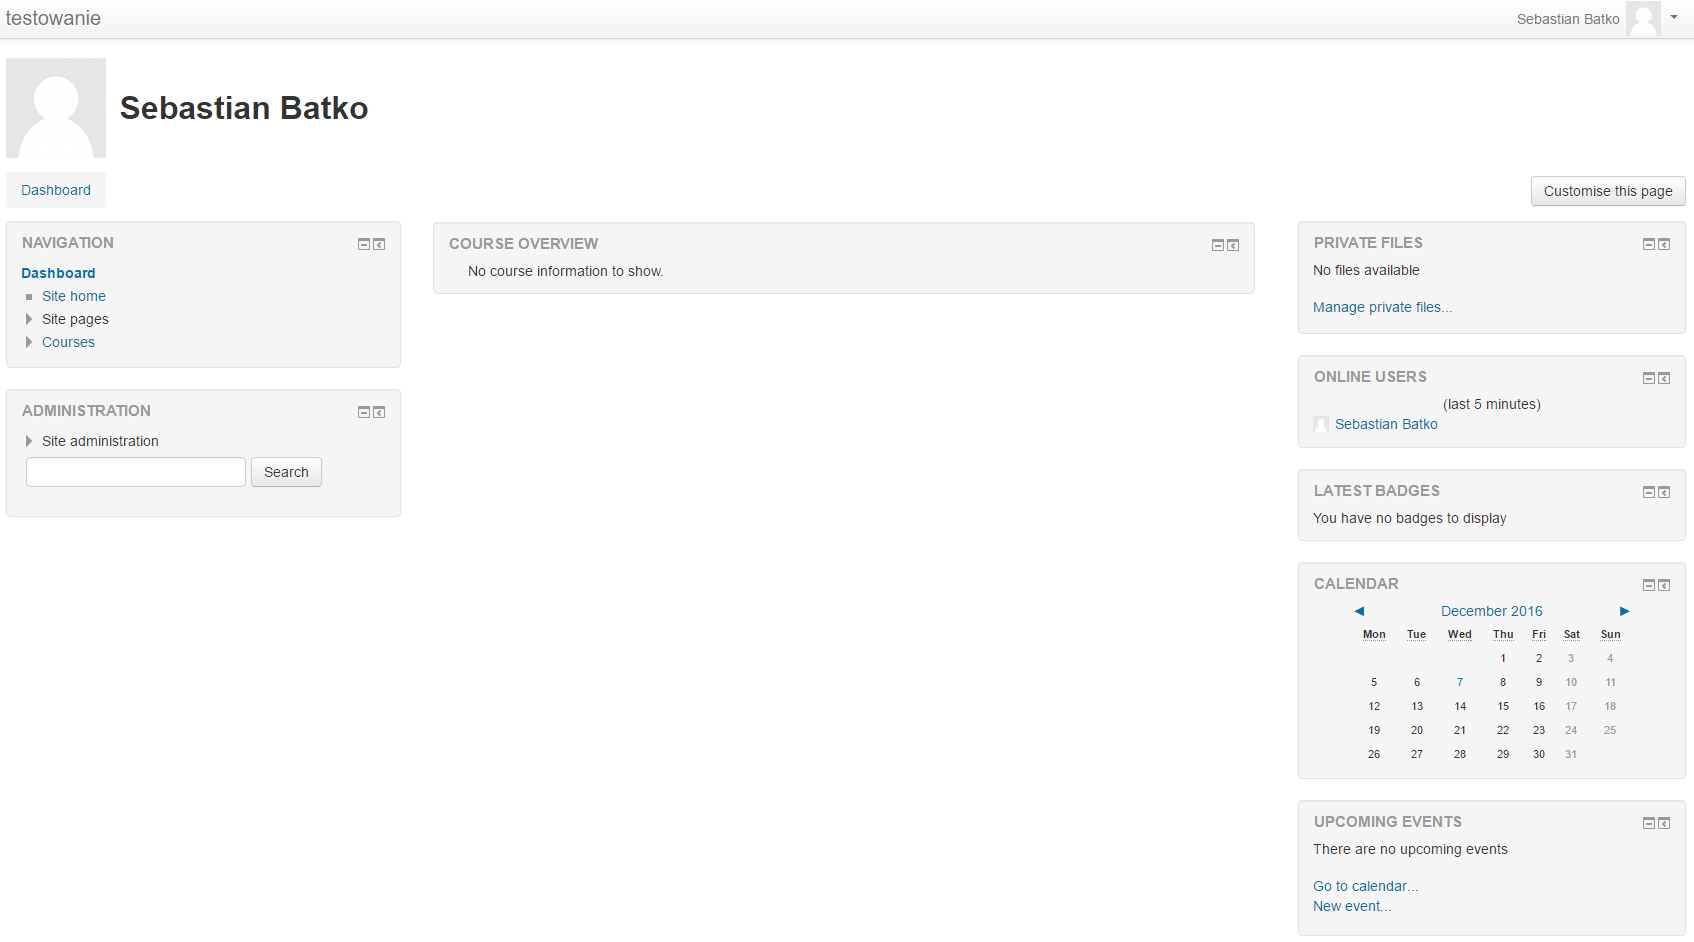 testowanie
Sebastian Batko
Sebastian Batko
Dashboard
Customise this page
NAVIGATION
Dashboard
Site home
Site pages
Courses
ADMINISTRATION
Site administration
Search
COURSE OVERVIEW
No course information to show.
PRIVATE FILES
No files available
Manage private files...
ONLINE USERS
(last 5 minutes)
Sebastian Batko
LATEST BADGES
You have no badges to display
CALENDAR
◀ December 2016 ▶
Mon Tue Wed Thu Fri Sat Sun
1 2 3 4
5 6 7 8 9 10 11
12 13 14 15 16 17 18
19 20 21 22 23 24 25
26 27 28 29 30 31
UPCOMING EVENTS
There are no upcoming events
Go to calendar...
New event...